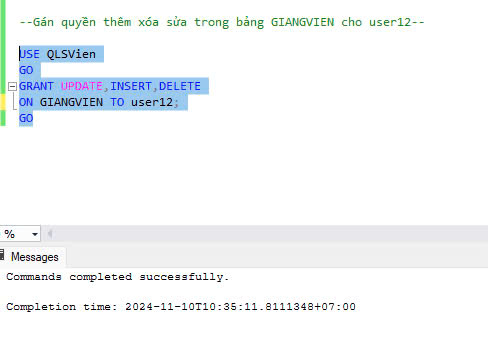 --Gán quyền thêm xóa sửa trong bảng GIANGVIEN cho user12--
USE QLSVien
GO
GRANT UPDATE,INSERT,DELETE
ON GIANGVIEN TO user12;
GO
%
Messages
Commands completed successfully.
Completion time: 2024-11-10T10:35:11.8111348+07:00